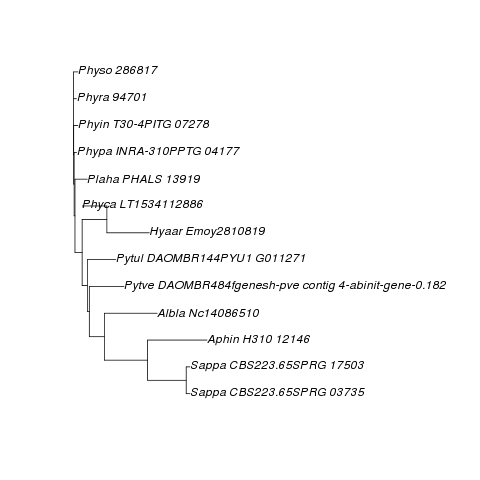 Physo 286817
Phyra 94701
Phyin T30-4PITG 07278
Phypa INRA-310PPTG 04177
Plaha PHALS 13919
Phyca LT1534112886
Hyaar Emoy2810819
Pytul DAOMBR144PYU1 G011271
Pytve DAOMBR484fgenesh-pve contig 4-abinit-gene-0.182
Albla Nc14086510
Aphin H310 12146
Sappa CBS223.65SPRG 17503
Sappa CBS223.65SPRG 03735